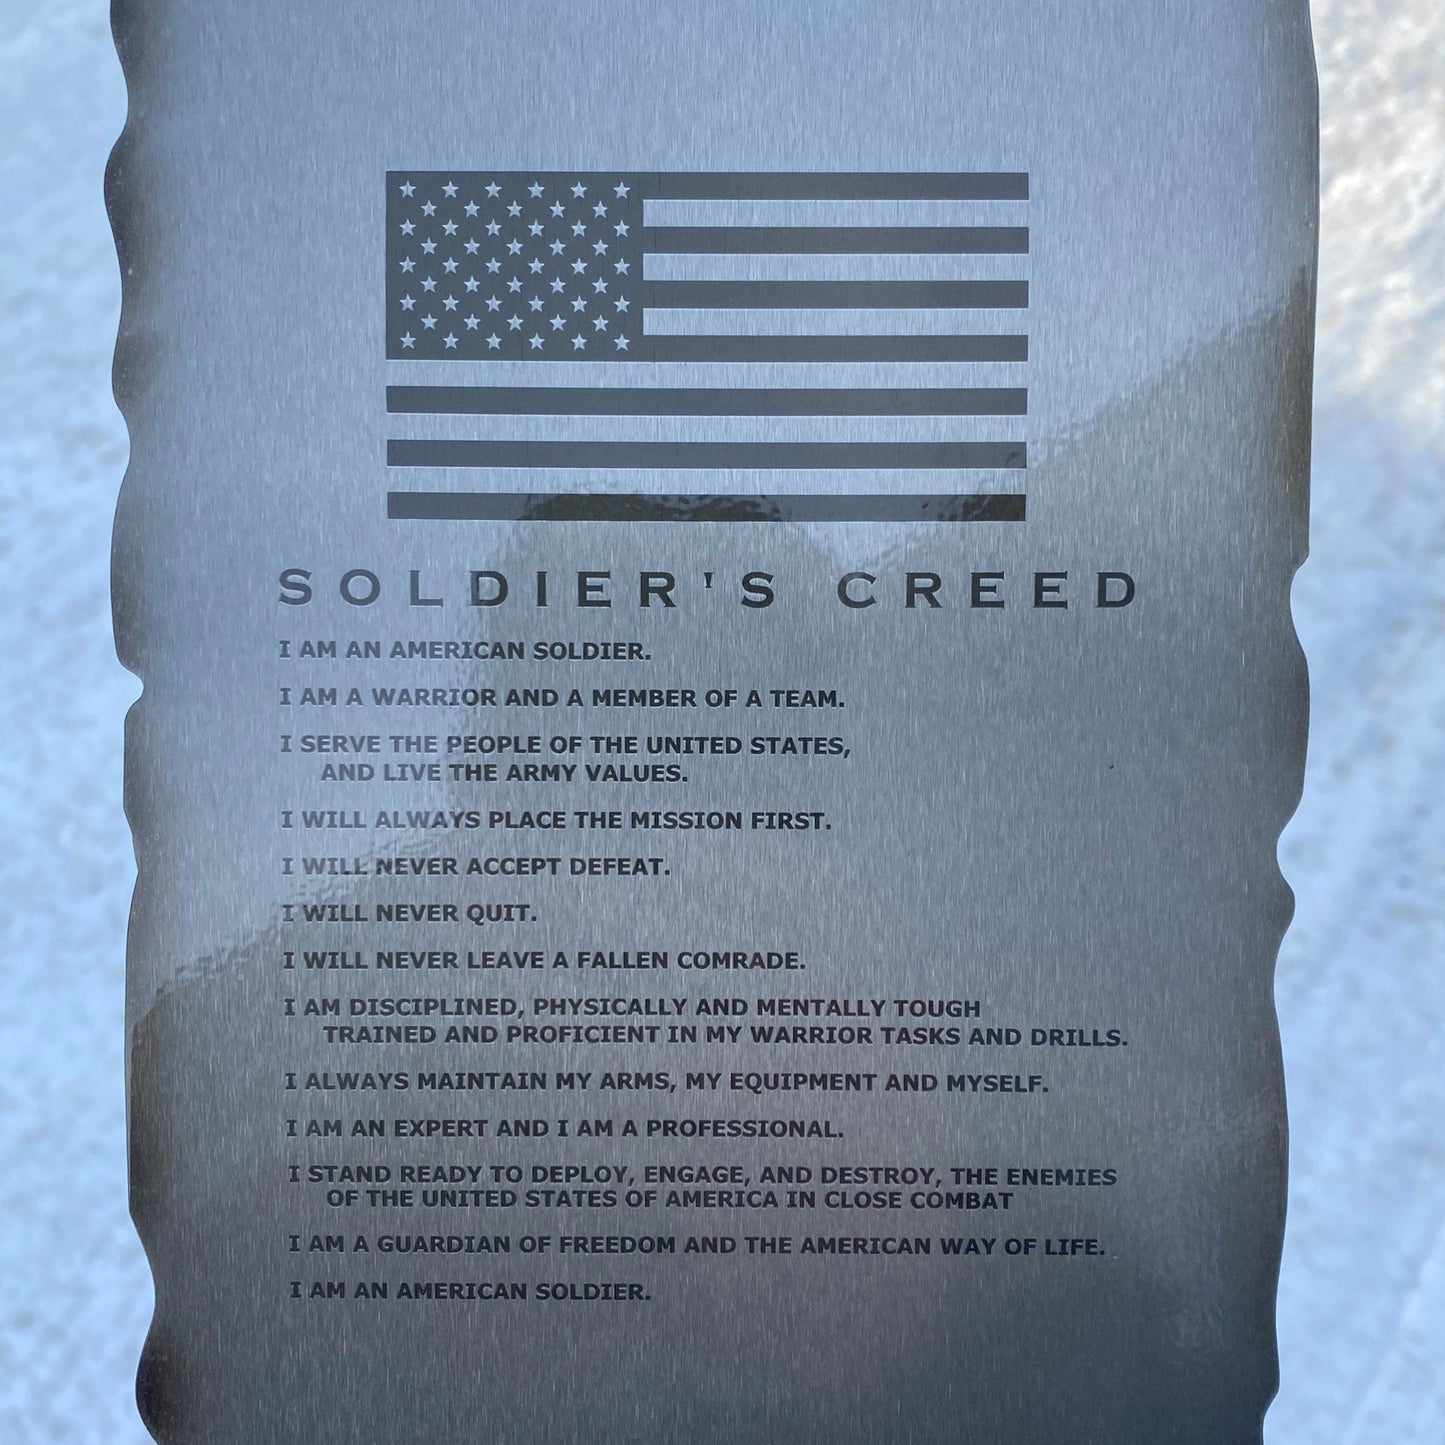 SOLDIER'S CREED
I AM AN AMERICAN SOLDIER.
I AM A WARRIOR AND A MEMBER OF A TEAM.
I SERVE THE PEOPLE OF THE UNITED STATES,
AND LIVE THE ARMY VALUES.
I WILL ALWAYS PLACE THE MISSION FIRST.
I WILL NEVER ACCEPT DEFEAT.
I WILL NEVER QUIT.
I WILL NEVER LEAVE A FALLEN COMRADE.
I AM DISCIPLINED, PHYSICALLY AND MENTALLY TOUGH
TRAINED AND PROFICIENT IN MY WARRIOR TASKS AND DRILLS.
I ALWAYS MAINTAIN MY ARMS, MY EQUIPMENT AND MYSELF.
I AM AN EXPERT AND I AM A PROFESSIONAL.
I STAND READY TO DEPLOY, ENGAGE, AND DESTROY, THE ENEMIES
OF THE UNITED STATES OF AMERICA IN CLOSE COMBAT
I AM A GUARDIAN OF FREEDOM AND THE AMERICAN WAY OF LIFE.
I AM AN AMERICAN SOLDIER.